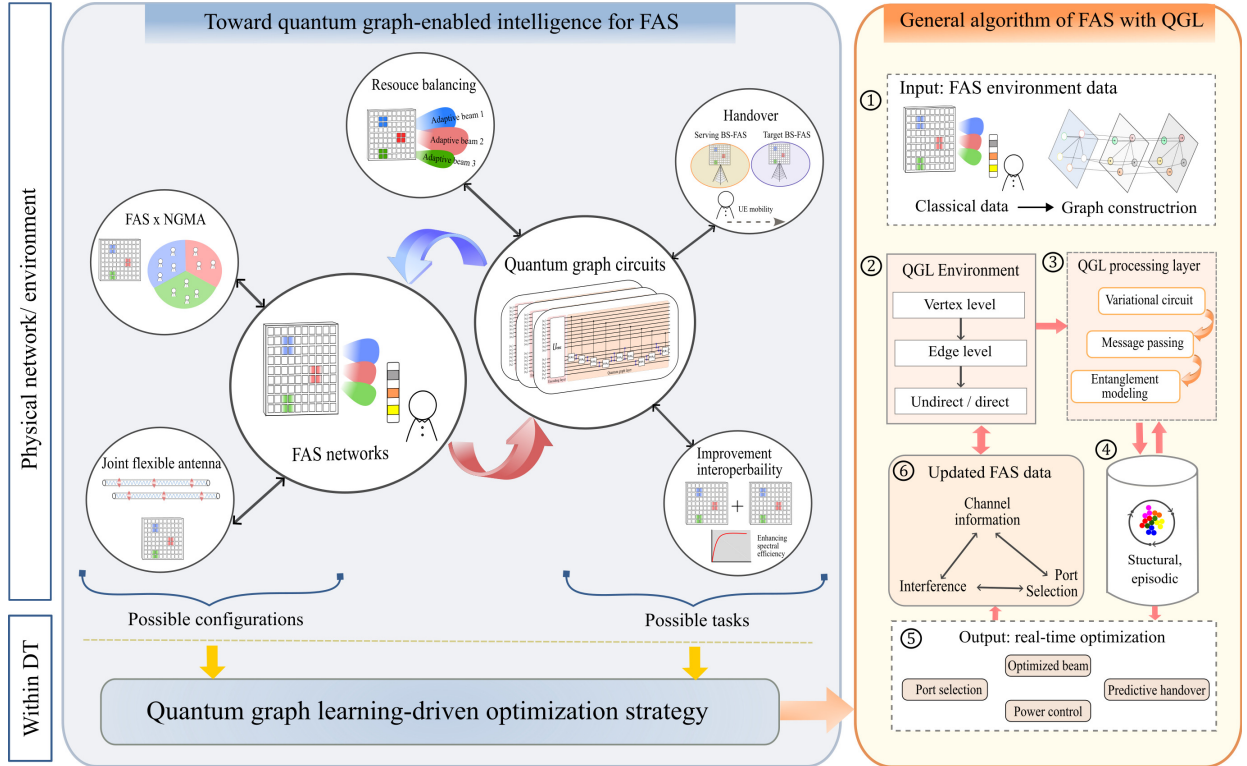 Toward quantum graph-enabled intelligence for FAS
Physical network/ environment
Within DT
Resouce balancing
Adaptive beam 1
Adaptive beam 2
Adaptive beam 3
Handover
Serving BS-FAS
Target BS-FAS
UE mobility
FAS x NGMA
Quantum graph circuits
FAS networks
Joint flexible antenna
Improvement
interoperbaility
+
Enhancing
spectral
efficiency
Possible configurations
Possible tasks
Quantum graph learning-driven optimization strategy
General algorithm of FAS with QGL
1
Input: FAS environment data
Classical data
Graph constructrion
2
QGL Environment
Vertex level
Edge level
Undirect / direct
3
QGL processing layer
Variational circuit
Message passing
Entanglement
modeling
4
Stuctural,
episodic
6
Updated FAS data
Channel
information
Interference
Port
Selection
5
Output: real-time optimization
Optimized beam
Port selection
Predictive handover
Power control